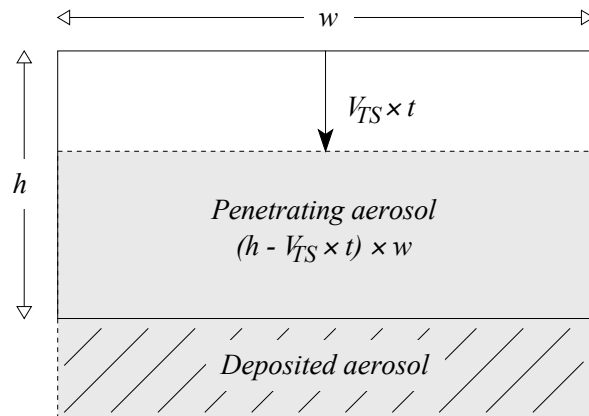 w
V_TS × t
h
Penetrating aerosol
(h - V_TS × t) × w
Deposited aerosol